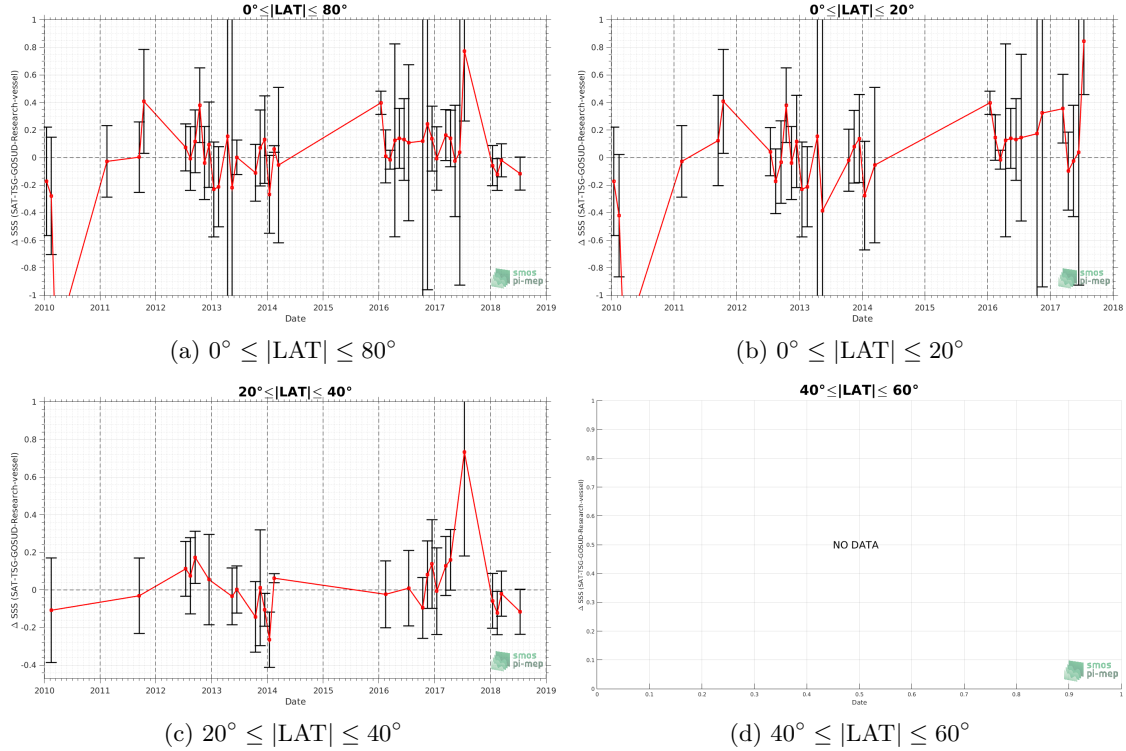 0°≤|LAT|≤ 80°
Δ SSS (SAT-TSG-GOSUD-Research-vessel)
1
0.8
0.6
0.4
0.2
0
-0.2
-0.4
-0.6
-0.8
-1
2010 2011 2012 2013 2014 2015 2016 2017 2018 2019
Date
smos
pi-mep
(a) 0° ≤ |LAT| ≤ 80°
0°≤|LAT|≤ 20°
Δ SSS (SAT-TSG-GOSUD-Research-vessel)
1
0.8
0.6
0.4
0.2
0
-0.2
-0.4
-0.6
-0.8
-1
2010 2011 2012 2013 2014 2015 2016 2017 2018
Date
smos
pi-mep
(b) 0° ≤ |LAT| ≤ 20°
20°≤|LAT|≤ 40°
Δ SSS (SAT-TSG-GOSUD-Research-vessel)
1
0.8
0.6
0.4
0.2
0
-0.2
-0.4
2010 2011 2012 2013 2014 2015 2016 2017 2018 2019
Date
smos
pi-mep
(c) 20° ≤ |LAT| ≤ 40°
40°≤|LAT|≤ 60°
Δ SSS (SAT-TSG-GOSUD-Research-vessel)
1
0.9
0.8
0.7
0.6
0.5
0.4
0.3
0.2
0.1
0
NO DATA
0 0.1 0.2 0.3 0.4 0.5 0.6 0.7 0.8 0.9 1
Date
smos
pi-mep
(d) 40° ≤ |LAT| ≤ 60°